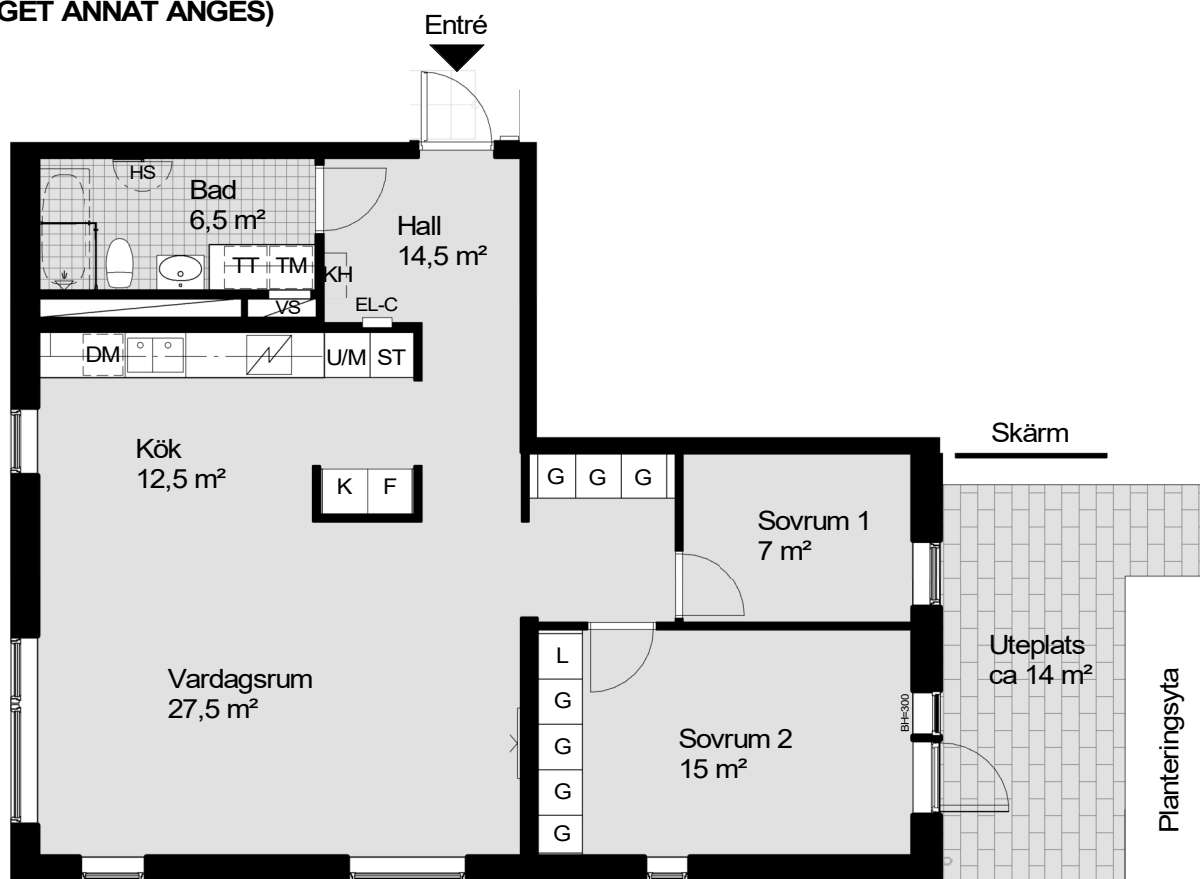 GET ANNAT ANGES)
Entré
HS
Bad
6,5 m²
Hall
14,5 m²
TT
TM
KH
VS
EL-C
DM
U/M
ST
Kök
12,5 m²
K
F
G
G
G
Skärm
Sovrum 1
7 m²
Uteplats
ca 14 m²
Planteringsyta
Vardagsrum
27,5 m²
L
G
G
G
G
Sovrum 2
15 m²
BH=300